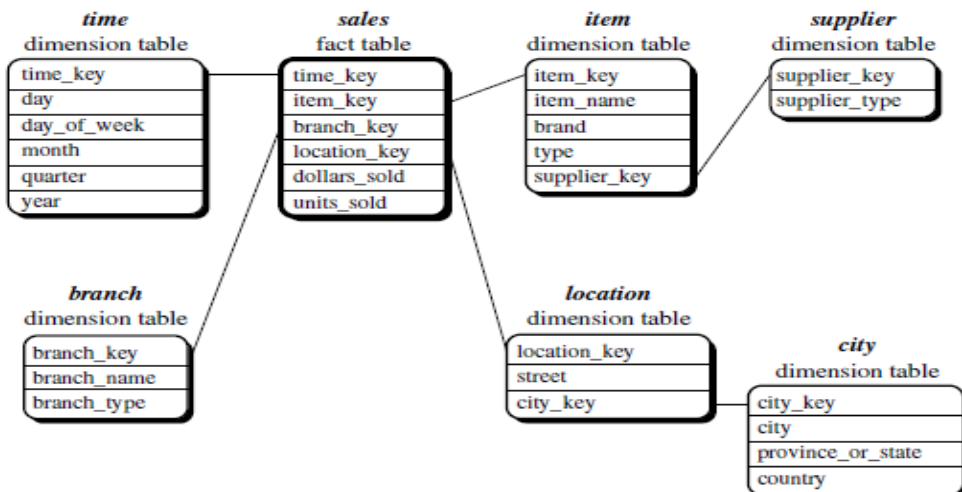 time
dimension table
time_key
day
day_of_week
month
quarter
year
sales
fact table
time_key
item_key
branch_key
location_key
dollars_sold
units_sold
item
dimension table
item_key
item_name
brand
type
supplier_key
supplier
dimension table
supplier_key
supplier_type
branch
dimension table
branch_key
branch_name
branch_type
location
dimension table
location_key
street
city_key
city
dimension table
city_key
city
province_or_state
country